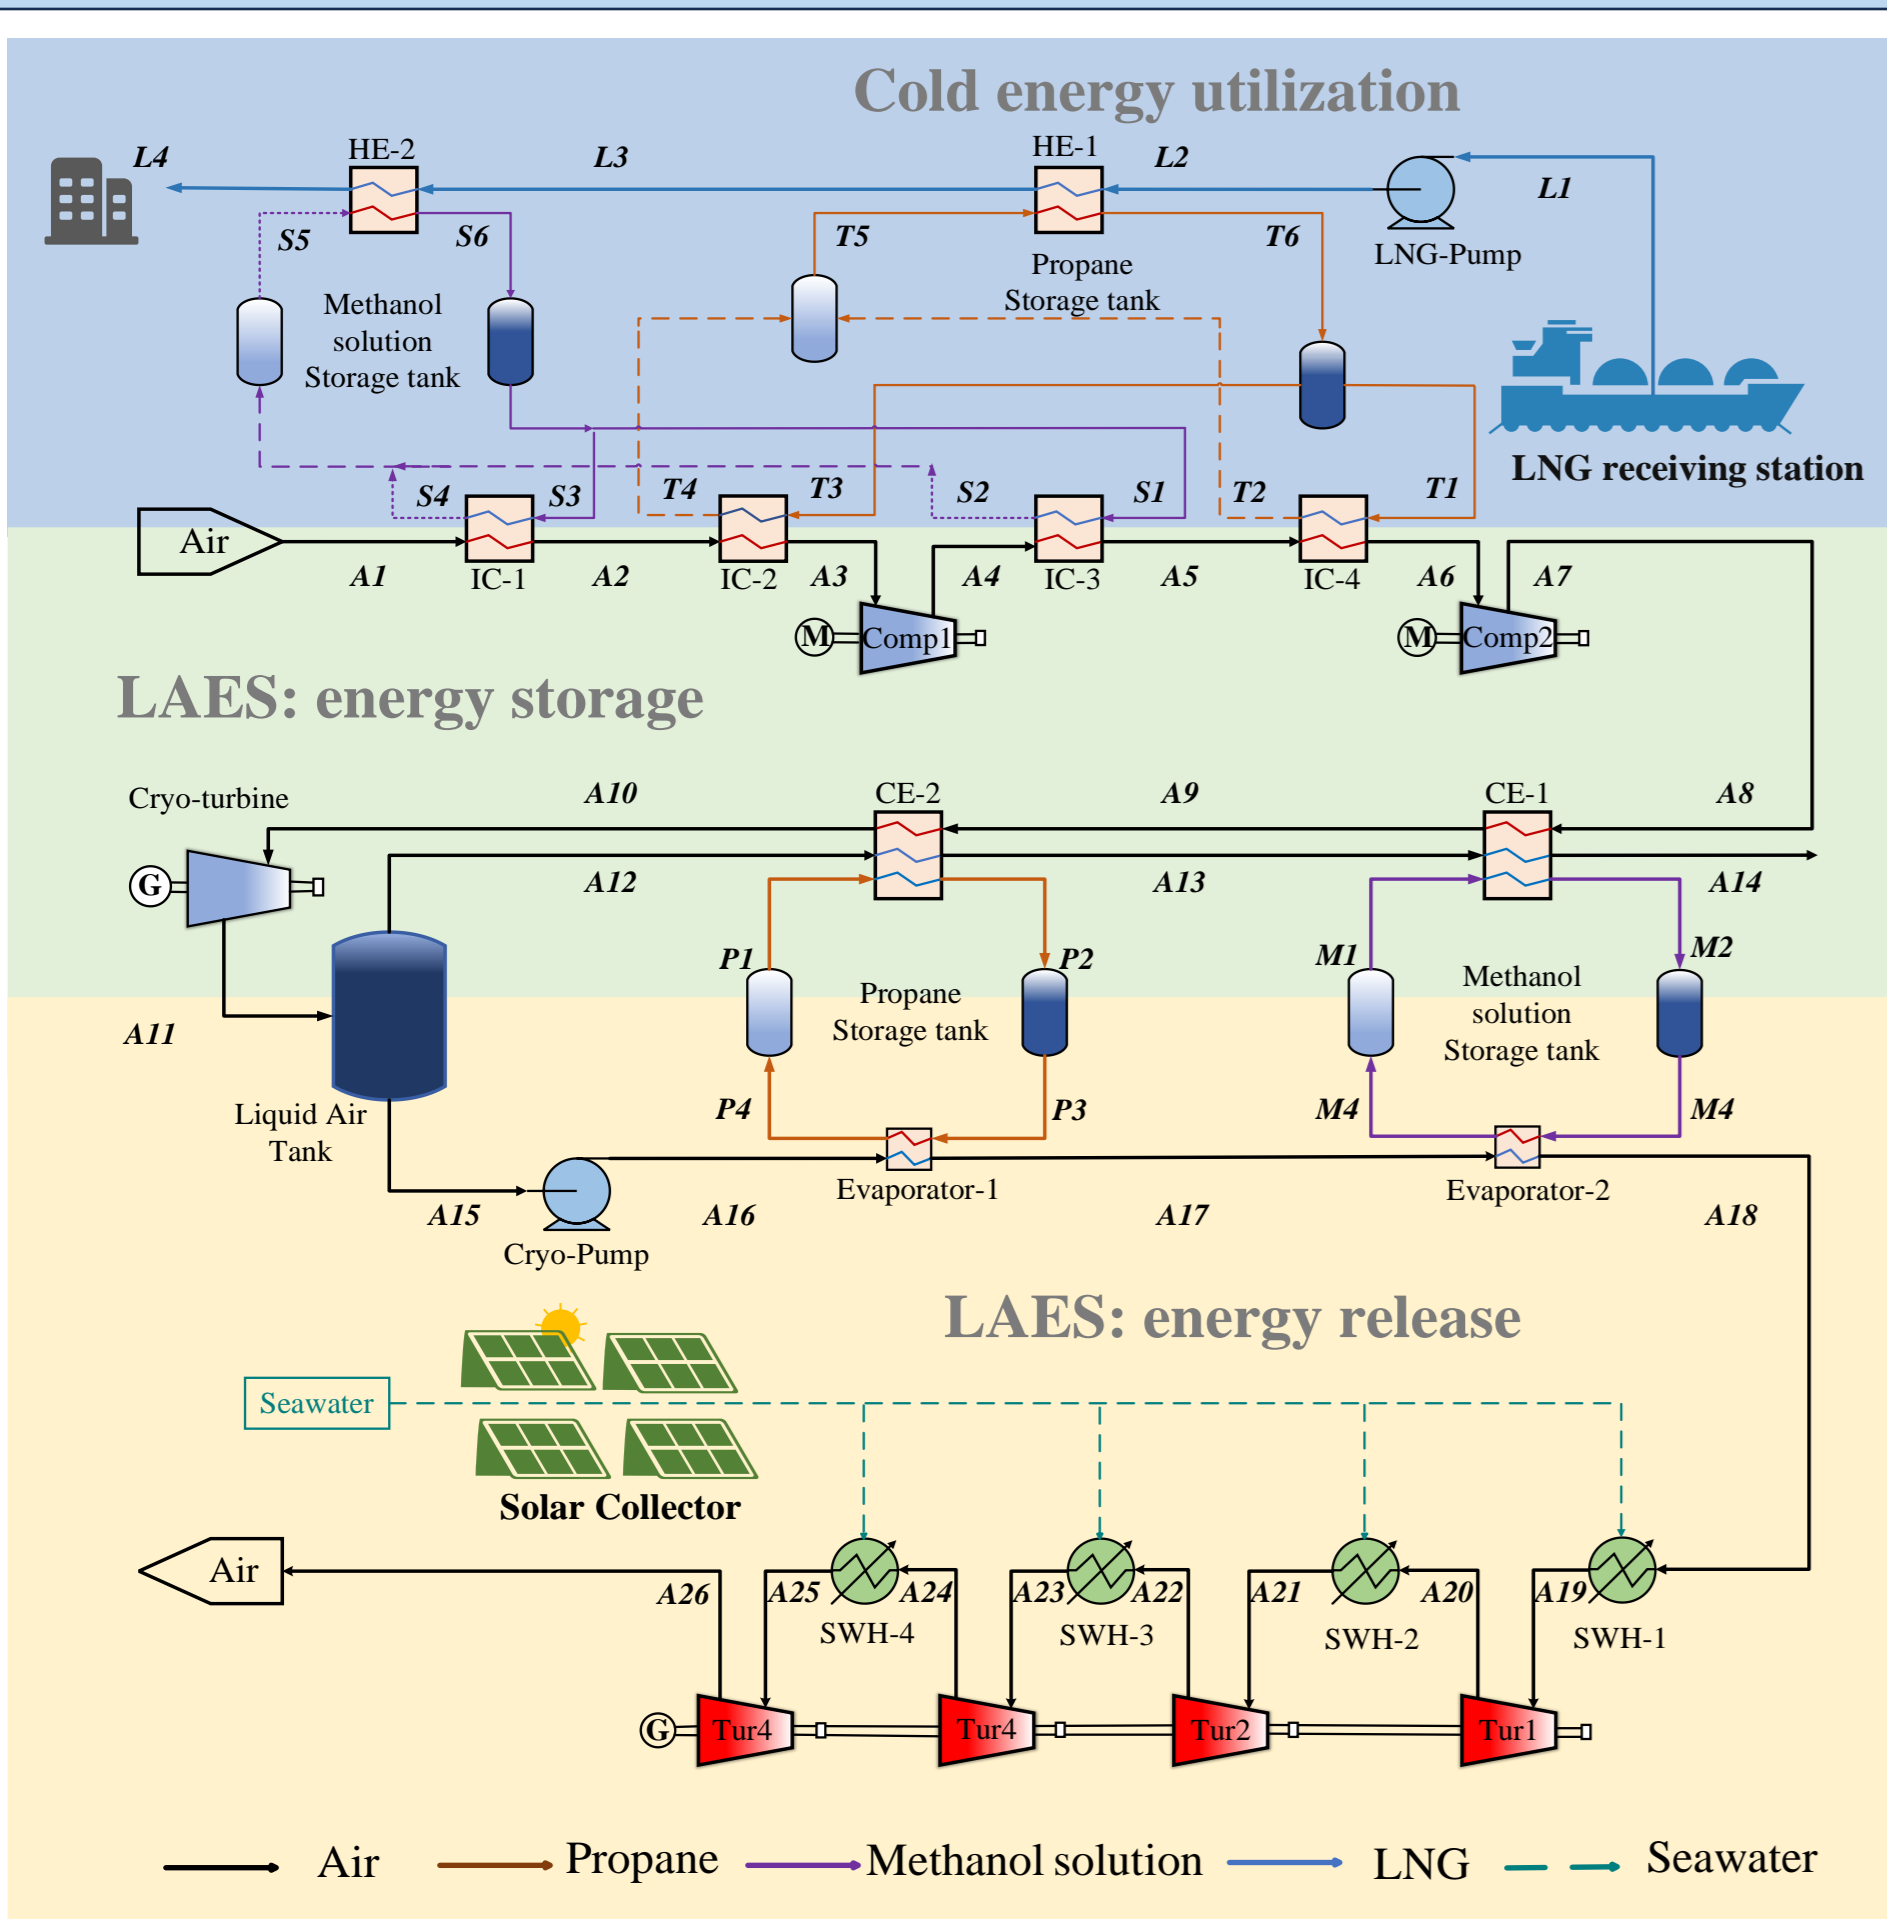 Cold energy utilization
L4
HE-2
L3
HE-1
L2
L1
S5
S6
T5
T6
LNG-Pump
Methanol
solution
Storage tank
Propane
Storage tank
LNG receiving station
S4
S3
T4
T3
S2
S1
T2
T1
Air
A1
IC-1
A2
IC-2
A3
A4
IC-3
A5
IC-4
A6
A7
M
Comp1
M
Comp2
LAES: energy storage
Cryo-turbine
A10
CE-2
A9
CE-1
A8
G
A12
A13
A14
P1
P2
M1
M2
Propane
Storage tank
Methanol
solution
Storage tank
A11
Liquid Air
Tank
P4
P3
M4
M4
Evaporator-1
Evaporator-2
A15
A16
A17
A18
Cryo-Pump
LAES: energy release
Seawater
Solar Collector
Air
A26
A25
A24
A23
A22
A21
A20
A19
SWH-4
SWH-3
SWH-2
SWH-1
G
Tur4
Tur4
Tur2
Tur1
Air
Propane
Methanol solution
LNG
Seawater